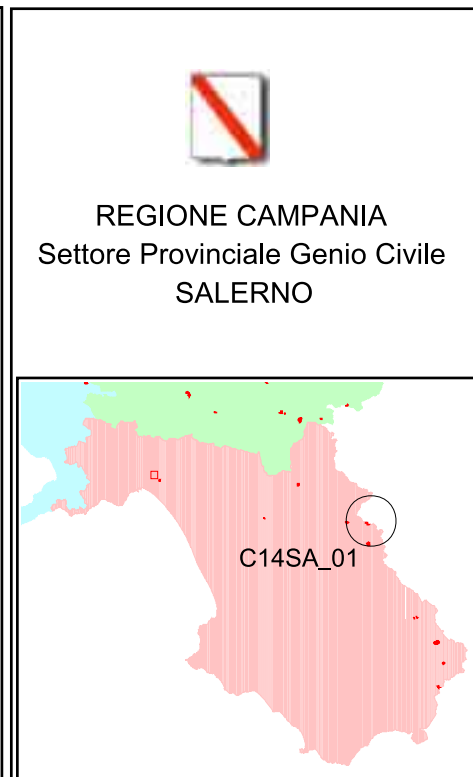 REGIONE CAMPANIA
Settore Provinciale Genio Civile
SALERNO
C14SA_01